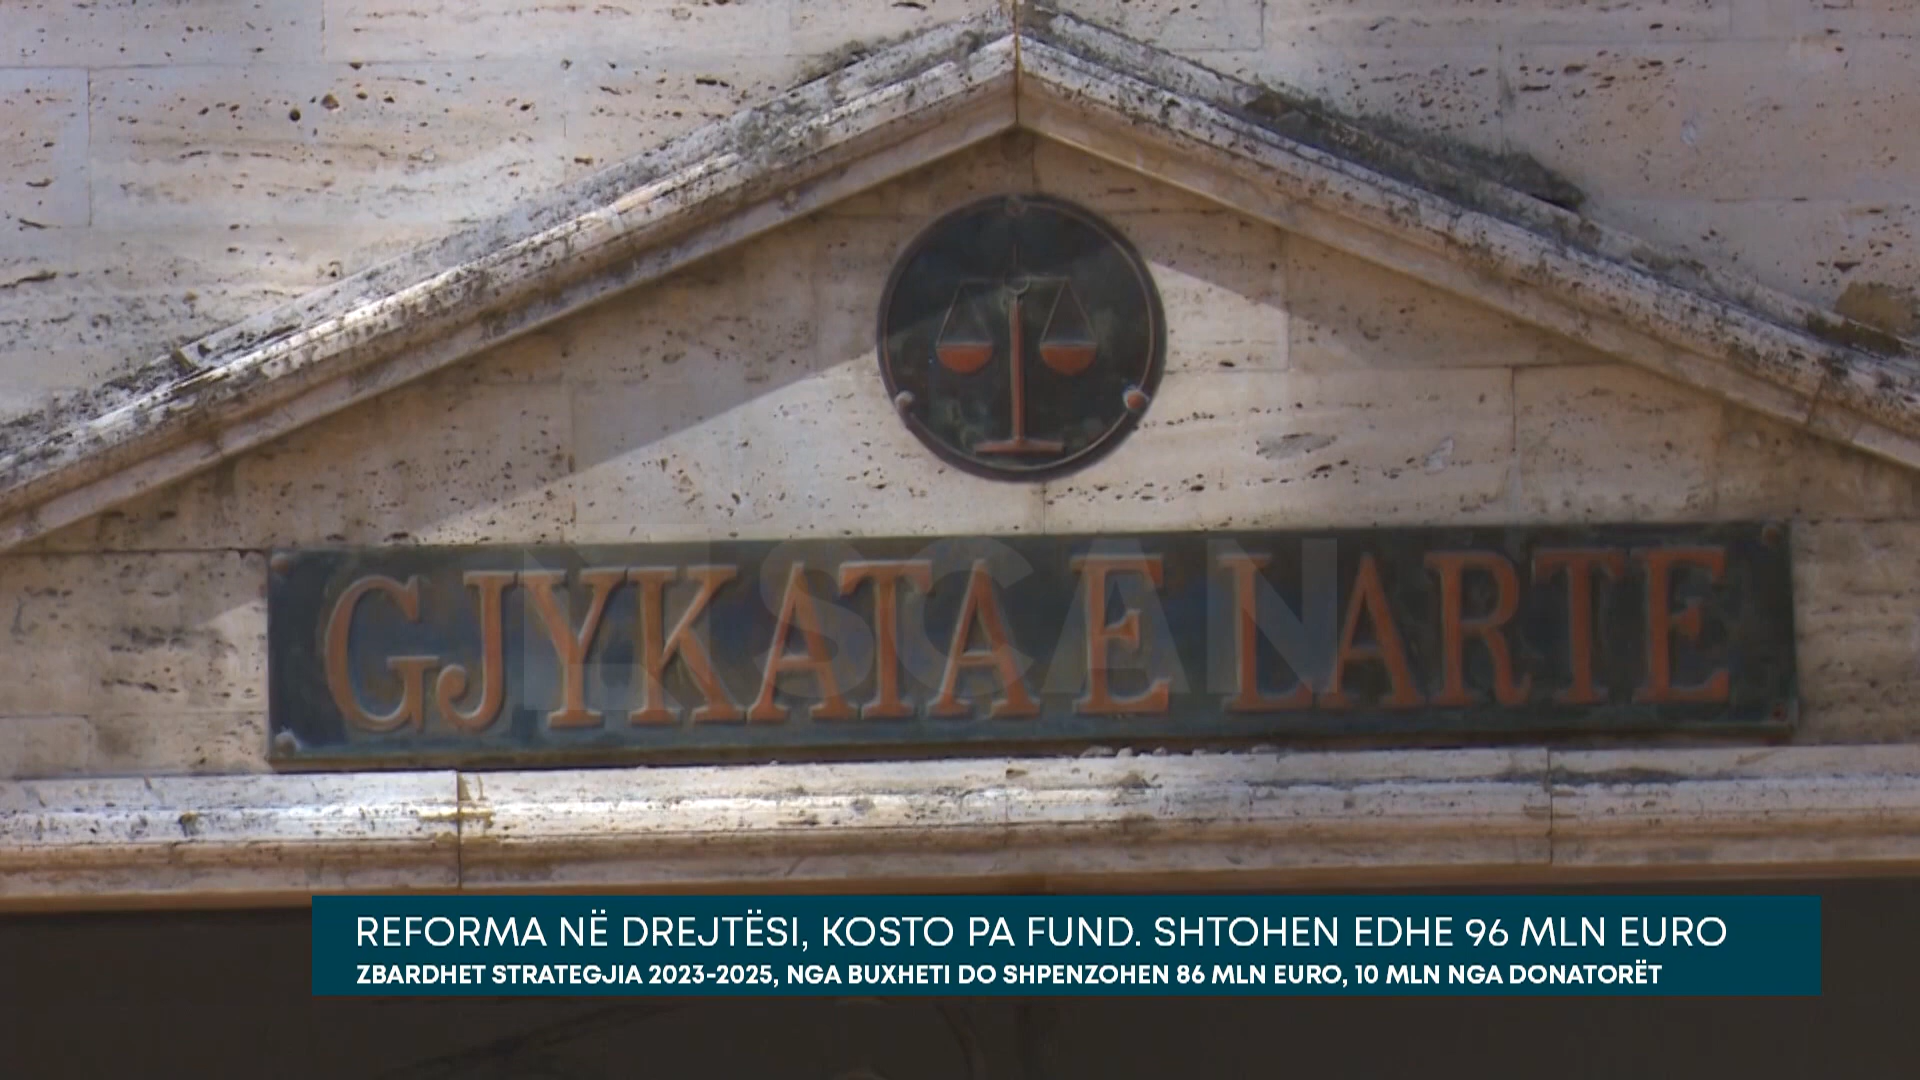 GJYKATA E LARTE
SCAN
REFORMA NË DREJTËSI, KOSTO PA FUND. SHTOHEN EDHE 96 MLN EURO
ZBARDHET STRATEGJIA 2023-2025, NGA BUXHETI DO SHPENZOHEN 86 MLN EURO, 10 MLN NGA DONATORËT